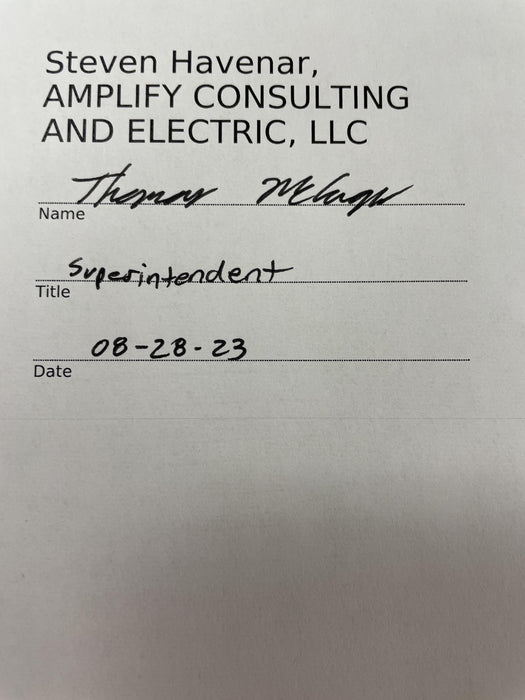 Steven Havenar,
AMPLIFY CONSULTING
AND ELECTRIC, LLC
Thomas
Name
Superintendent
Title
08-28-23
Date